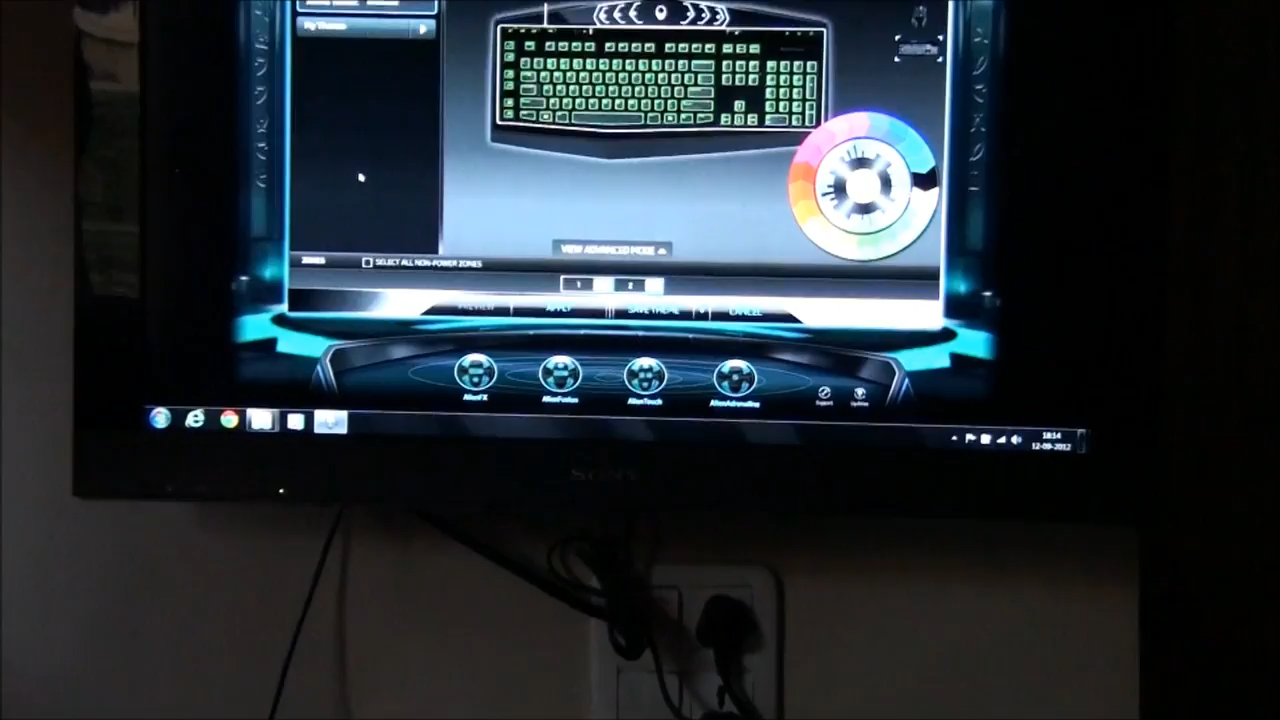 My Themes
VIEW ADVANCED MODE
ZONES
SELECT ALL NON-POWER ZONES
1 2
PREVIEW APPLY SAVE THEME CANCEL
AlienFX AlienFusion AlienTouch AlienAdrenaline
Support Updates
18:14
12-09-2012
SONY